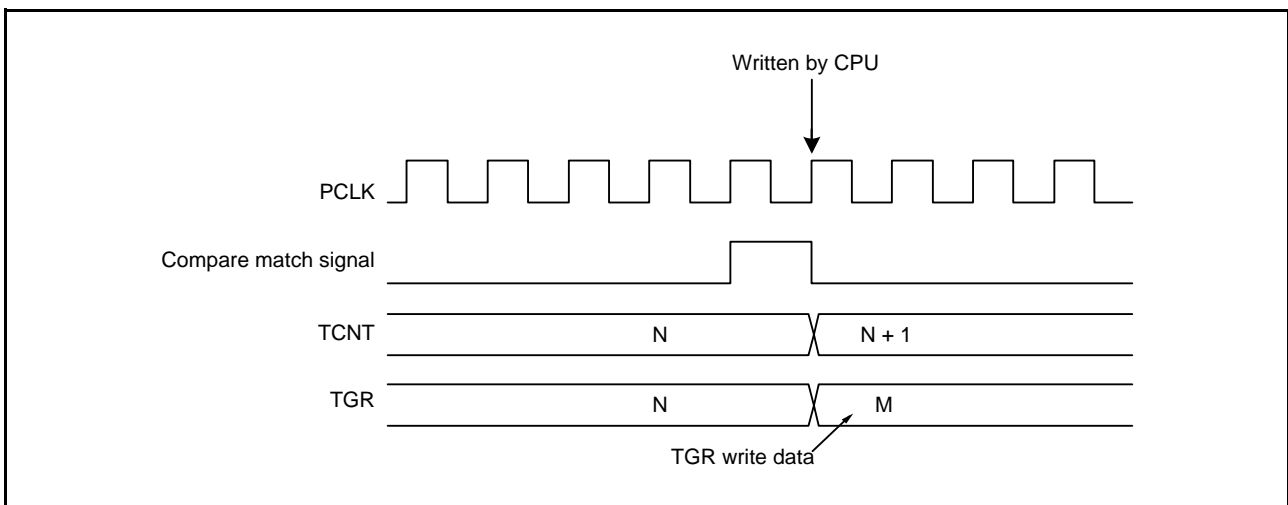 Written by CPU
PCLK
Compare match signal
TCNT N N + 1
TGR N M
TGR write data